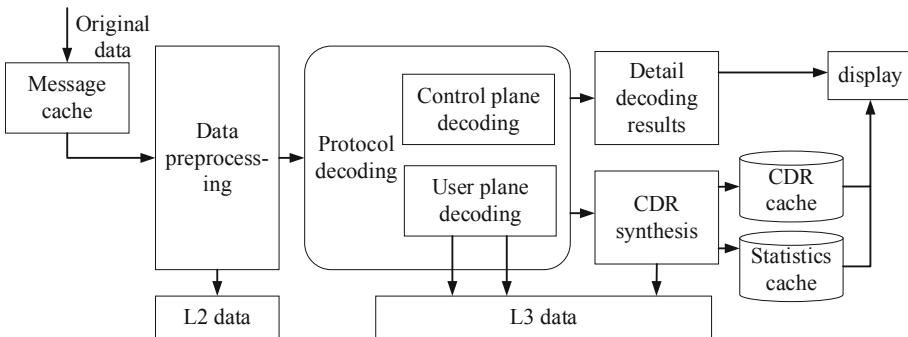 Original
data
Message
cache
Data
preprocess-
ing
Protocol
decoding
Control plane
decoding
User plane
decoding
Detail
decoding
results
CDR
synthesis
display
CDR
cache
Statistics
cache
L2 data
L3 data